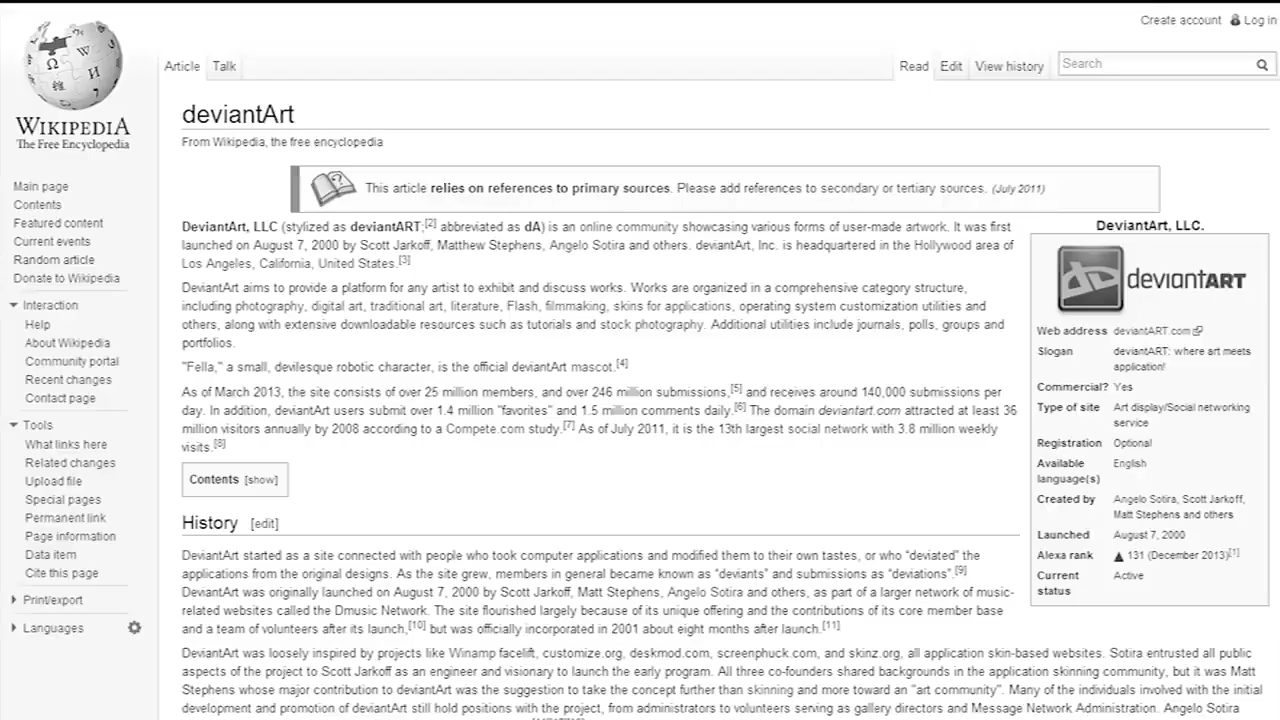 Create account Log in
Article Talk Read Edit View history Search
WIKIPEDIA
The Free Encyclopedia
Main page
Contents
Featured content
Current events
Random article
Donate to Wikipedia
Interaction
Help
About Wikipedia
Community portal
Recent changes
Contact page
Tools
What links here
Related changes
Upload file
Special pages
Permanent link
Page information
Data item
Cite this page
Print/export
Languages
deviantArt
From Wikipedia, the free encyclopedia
This article relies on references to primary sources. Please add references to secondary or tertiary sources. (July 2011)
DeviantArt, LLC (stylized as deviantART;[2] abbreviated as dA) is an online community showcasing various forms of user-made artwork. It was first
launched on August 7, 2000 by Scott Jarkoff, Matthew Stephens, Angelo Sotira and others. deviantArt, Inc. is headquartered in the Hollywood area of
Los Angeles, California, United States.[3]
DeviantArt aims to provide a platform for any artist to exhibit and discuss works. Works are organized in a comprehensive category structure,
including photography, digital art, traditional art, literature, Flash, filmmaking, skins for applications, operating system customization utilities and
others, along with extensive downloadable resources such as tutorials and stock photography. Additional utilities include journals, polls, groups and
portfolios.
"Fella," a small, devilesque robotic character, is the official deviantArt mascot.[4]
As of March 2013, the site consists of over 25 million members, and over 246 million submissions,[5] and receives around 140,000 submissions per
day. In addition, deviantArt users submit over 1.4 million "favorites" and 1.5 million comments daily.[6] The domain deviantart.com attracted at least 36
million visitors annually by 2008 according to a Compete.com study.[7] As of July 2011, it is the 13th largest social network with 3.8 million weekly
visits.[8]
Contents [show]
History [edit]
DeviantArt started as a site connected with people who took computer applications and modified them to their own tastes, or who "deviated" the
applications from the original designs. As the site grew, members in general became known as "deviants" and submissions as "deviations".[9]
DeviantArt was originally launched on August 7, 2000 by Scott Jarkoff, Matt Stephens, Angelo Sotira and others, as part of a larger network of music-
related websites called the Dmusic Network. The site flourished largely because of its unique offering and the contributions of its core member base
and a team of volunteers after its launch,[10] but was officially incorporated in 2001 about eight months after launch.[11]
DeviantArt was loosely inspired by projects like Winamp facelift, customize.org, deskmod.com, screenphuck.com, and skinz.org, all application skin-based websites. Sotira entrusted all public
aspects of the project to Scott Jarkoff as an engineer and visionary to launch the early program. All three co-founders shared backgrounds in the application skinning community, but it was Matt
Stephens whose major contribution to deviantArt was the suggestion to take the concept further than skinning and more toward an "art community". Many of the individuals involved with the initial
development and promotion of deviantArt still hold positions with the project, from administrators to volunteers serving as gallery directors and Message Network Administration. Angelo Sotira
DeviantArt, LLC.
deviantART
Web address deviantART.com
Slogan deviantART: where art meets
application!
Commercial? Yes
Type of site Art display/Social networking
service
Registration Optional
Available English
language(s)
Created by Angelo Sotira, Scott Jarkoff,
Matt Stephens and others
Launched August 7, 2000
Alexa rank ▲ 131 (December 2013)[1]
Current Active
status